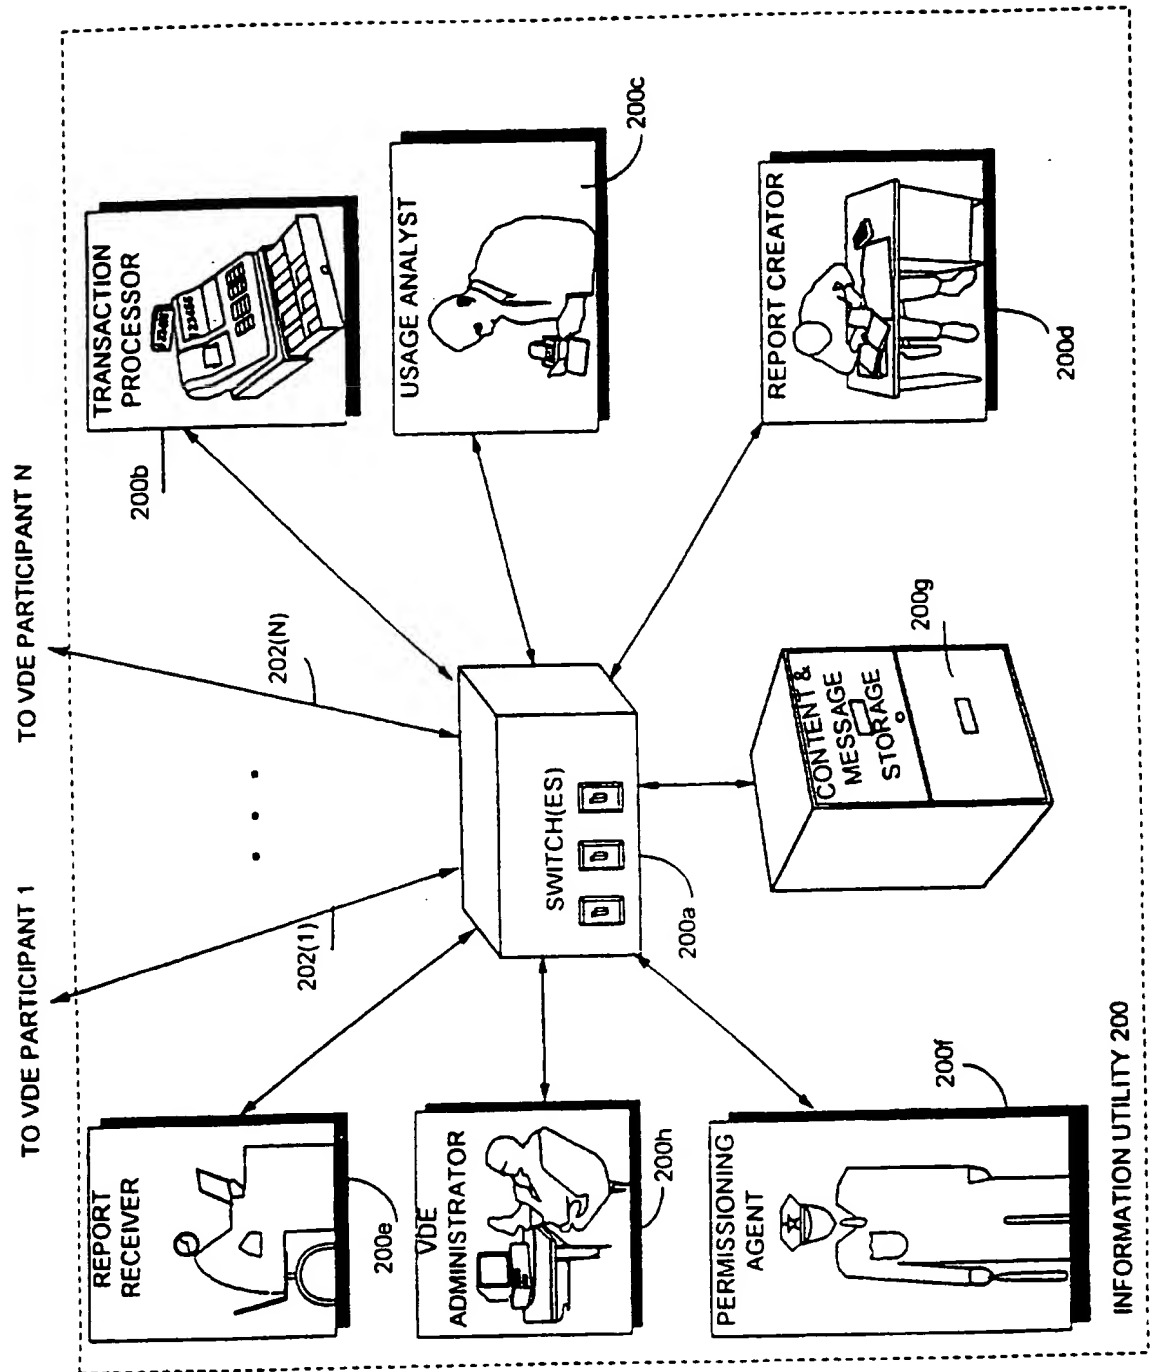 TO VDE PARTICIPANT 1
TO VDE PARTICIPANT N
REPORT
RECEIVER
200e
202(1)
202(N)
TRANSACTION
PROCESSOR
200b
VDE
ADMINISTRATOR
200h
SWITCH(ES)
200a
USAGE ANALYST
200c
PERMISSIONING
AGENT
200f
CONTENT &
MESSAGE
STORAGE
200g
REPORT CREATOR
200d
INFORMATION UTILITY 200